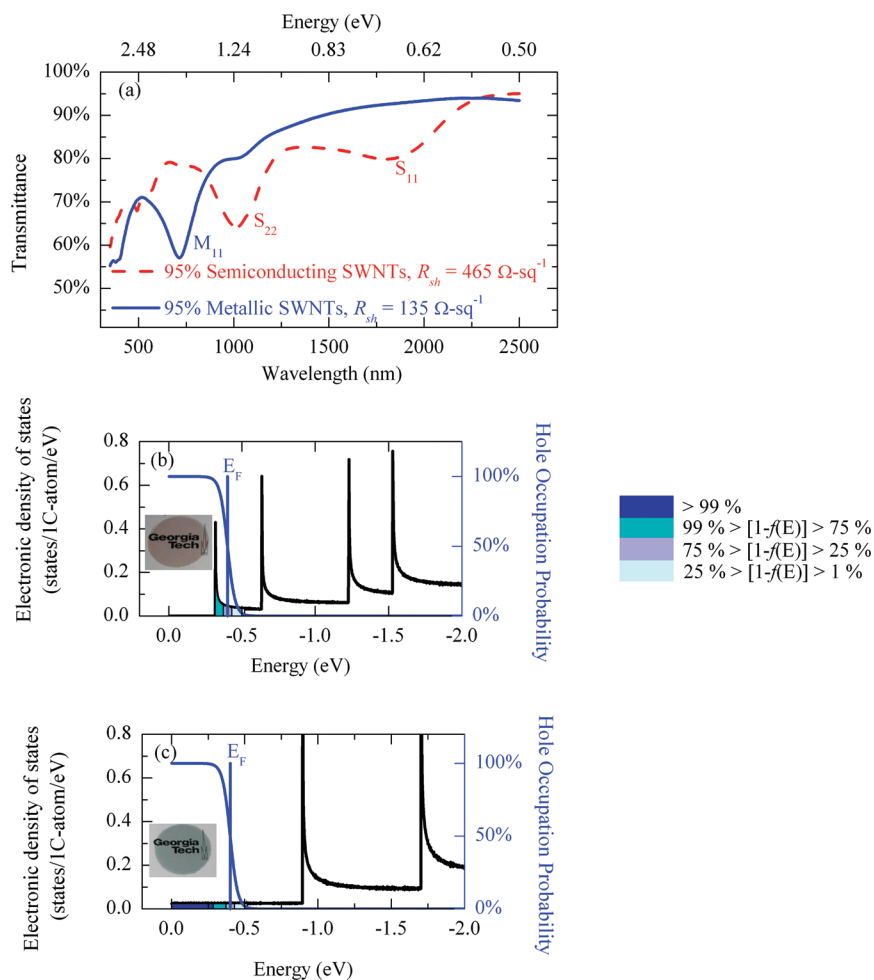 Energy (eV)
2.48 1.24 0.83 0.62 0.50
100%
90%
80%
70%
60%
50%
Transmittance
(a)
S11
S22
M11
95% Semiconducting SWNTs, Rsh = 465 Ω-sq-1
95% Metallic SWNTs, Rsh = 135 Ω-sq-1
500 1000 1500 2000 2500
Wavelength (nm)
Electronic density of states
(states/1C-atom/eV)
0.8
0.6
0.4
0.2
0.0
(b)
EF
Georgia
Tech
100%
50%
0%
Hole Occupation Probability
0.0 -0.5 -1.0 -1.5 -2.0
Energy (eV)
> 99 %
99 % > [1-f(E)] > 75 %
75 % > [1-f(E)] > 25 %
25 % > [1-f(E)] > 1 %
Electronic density of states
(states/1C-atom/eV)
0.8
0.6
0.4
0.2
0.0
(c)
EF
Georgia
Tech
100%
50%
0%
Hole Occupation Probability
0.0 -0.5 -1.0 -1.5 -2.0
Energy (eV)